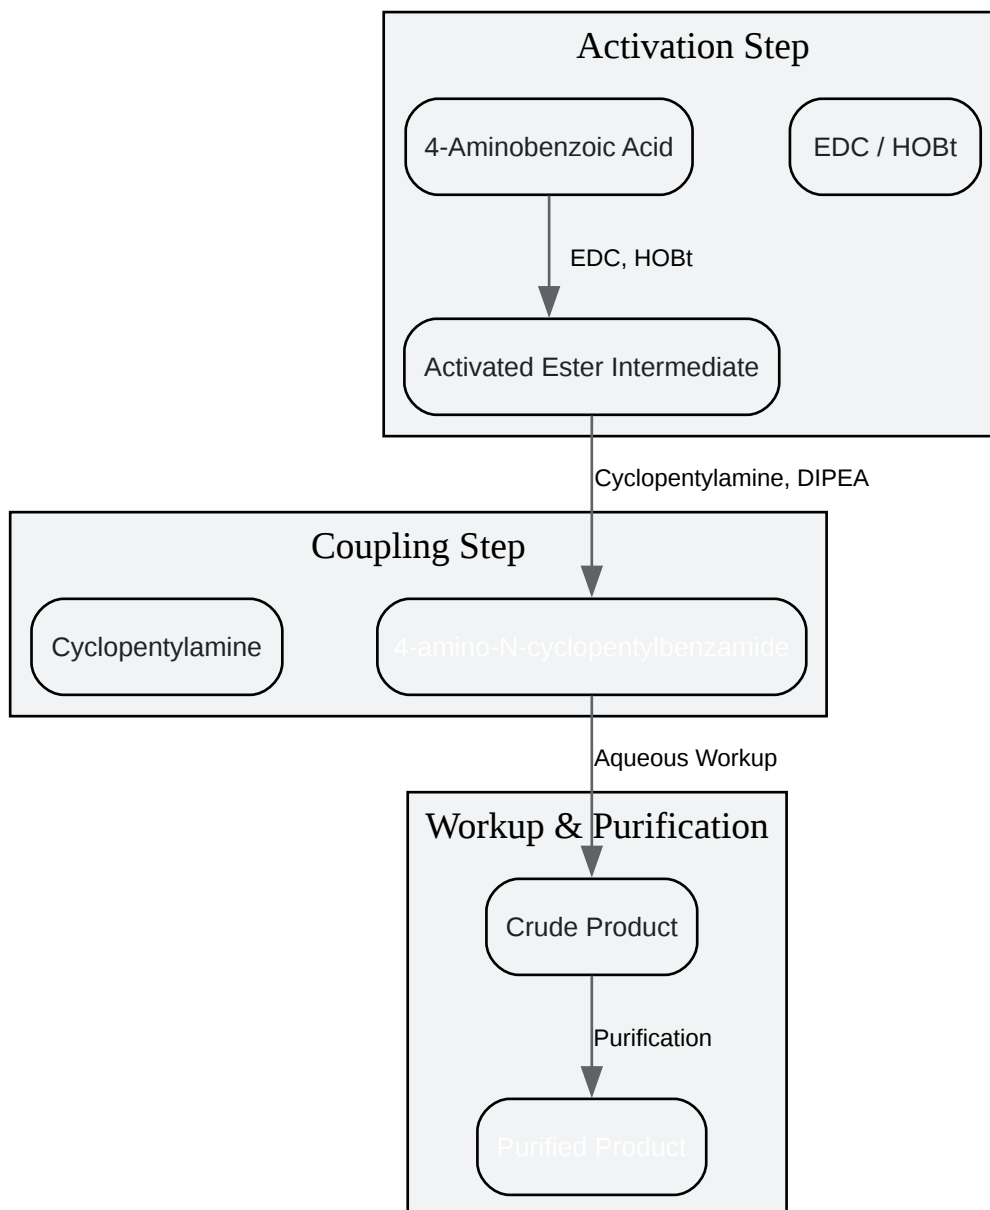 Activation Step
4-Aminobenzoic Acid
EDC / HOBt
EDC, HOBt
Activated Ester Intermediate
Cyclopentylamine, DIPEA
Coupling Step
Cyclopentylamine
4-amino-N-cyclopentylbenzamide
Aqueous Workup
Workup & Purification
Crude Product
Purification
Purified Product